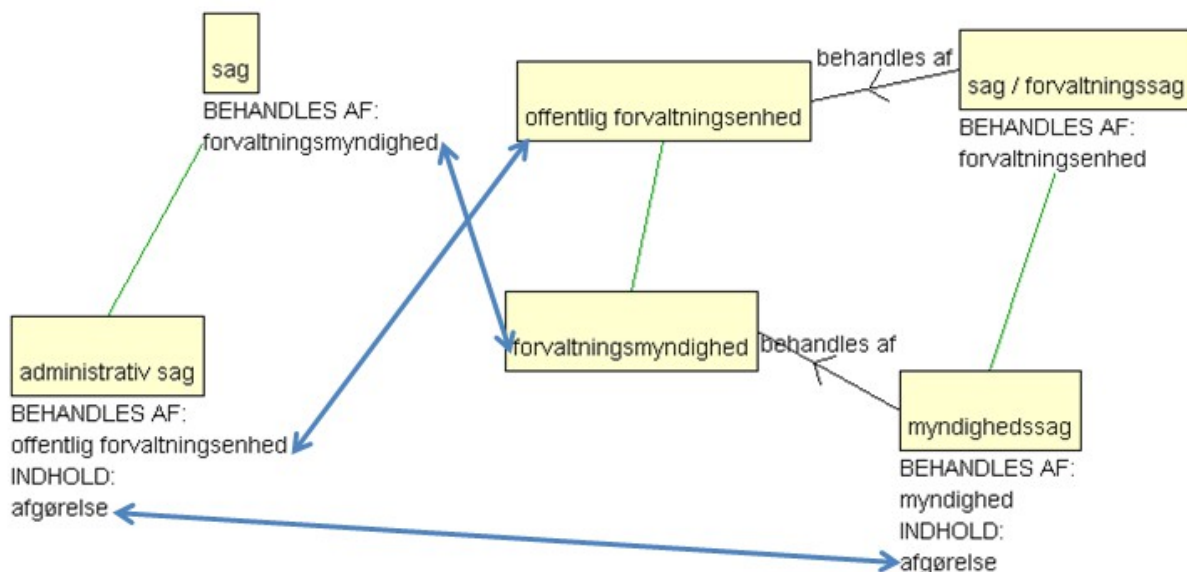 sag
BEHANDLES AF:
forvaltningsmyndighed
administrativ sag
BEHANDLES AF:
offentlig forvaltningsenhed
INDHOLD:
afgørelse
offentlig forvaltningsenhed
behandles af
sag / forvaltningssag
BEHANDLES AF:
forvaltningsenhed
forvaltningsmyndighed
behandles af
myndighedssag
BEHANDLES AF:
myndighed
INDHOLD:
afgørelse